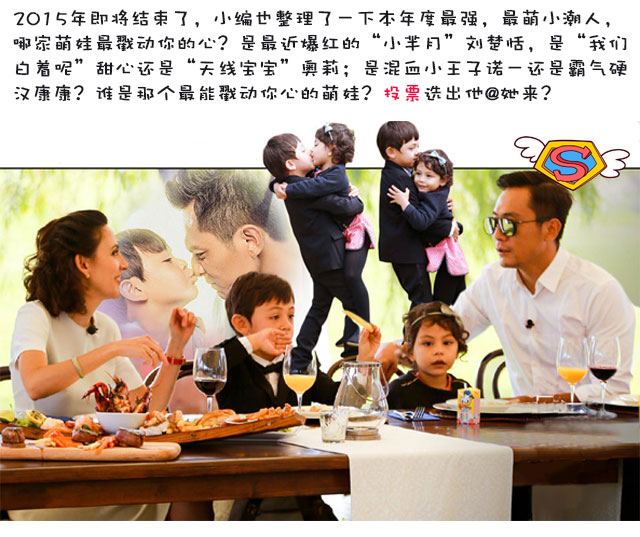 2015年即将结束了，小编也整理了一下本年度最强，最萌小潮人，
哪家萌娃最戳动你的心？是最近爆红的“小芈月”刘楚恬，是“我们
白着呢”甜心还是“天线宝宝”奥莉；是混血小王子诺一还是霸气硬
汉康康？谁是那个最能戳动你心的萌娃？投票选出他@她来？
S